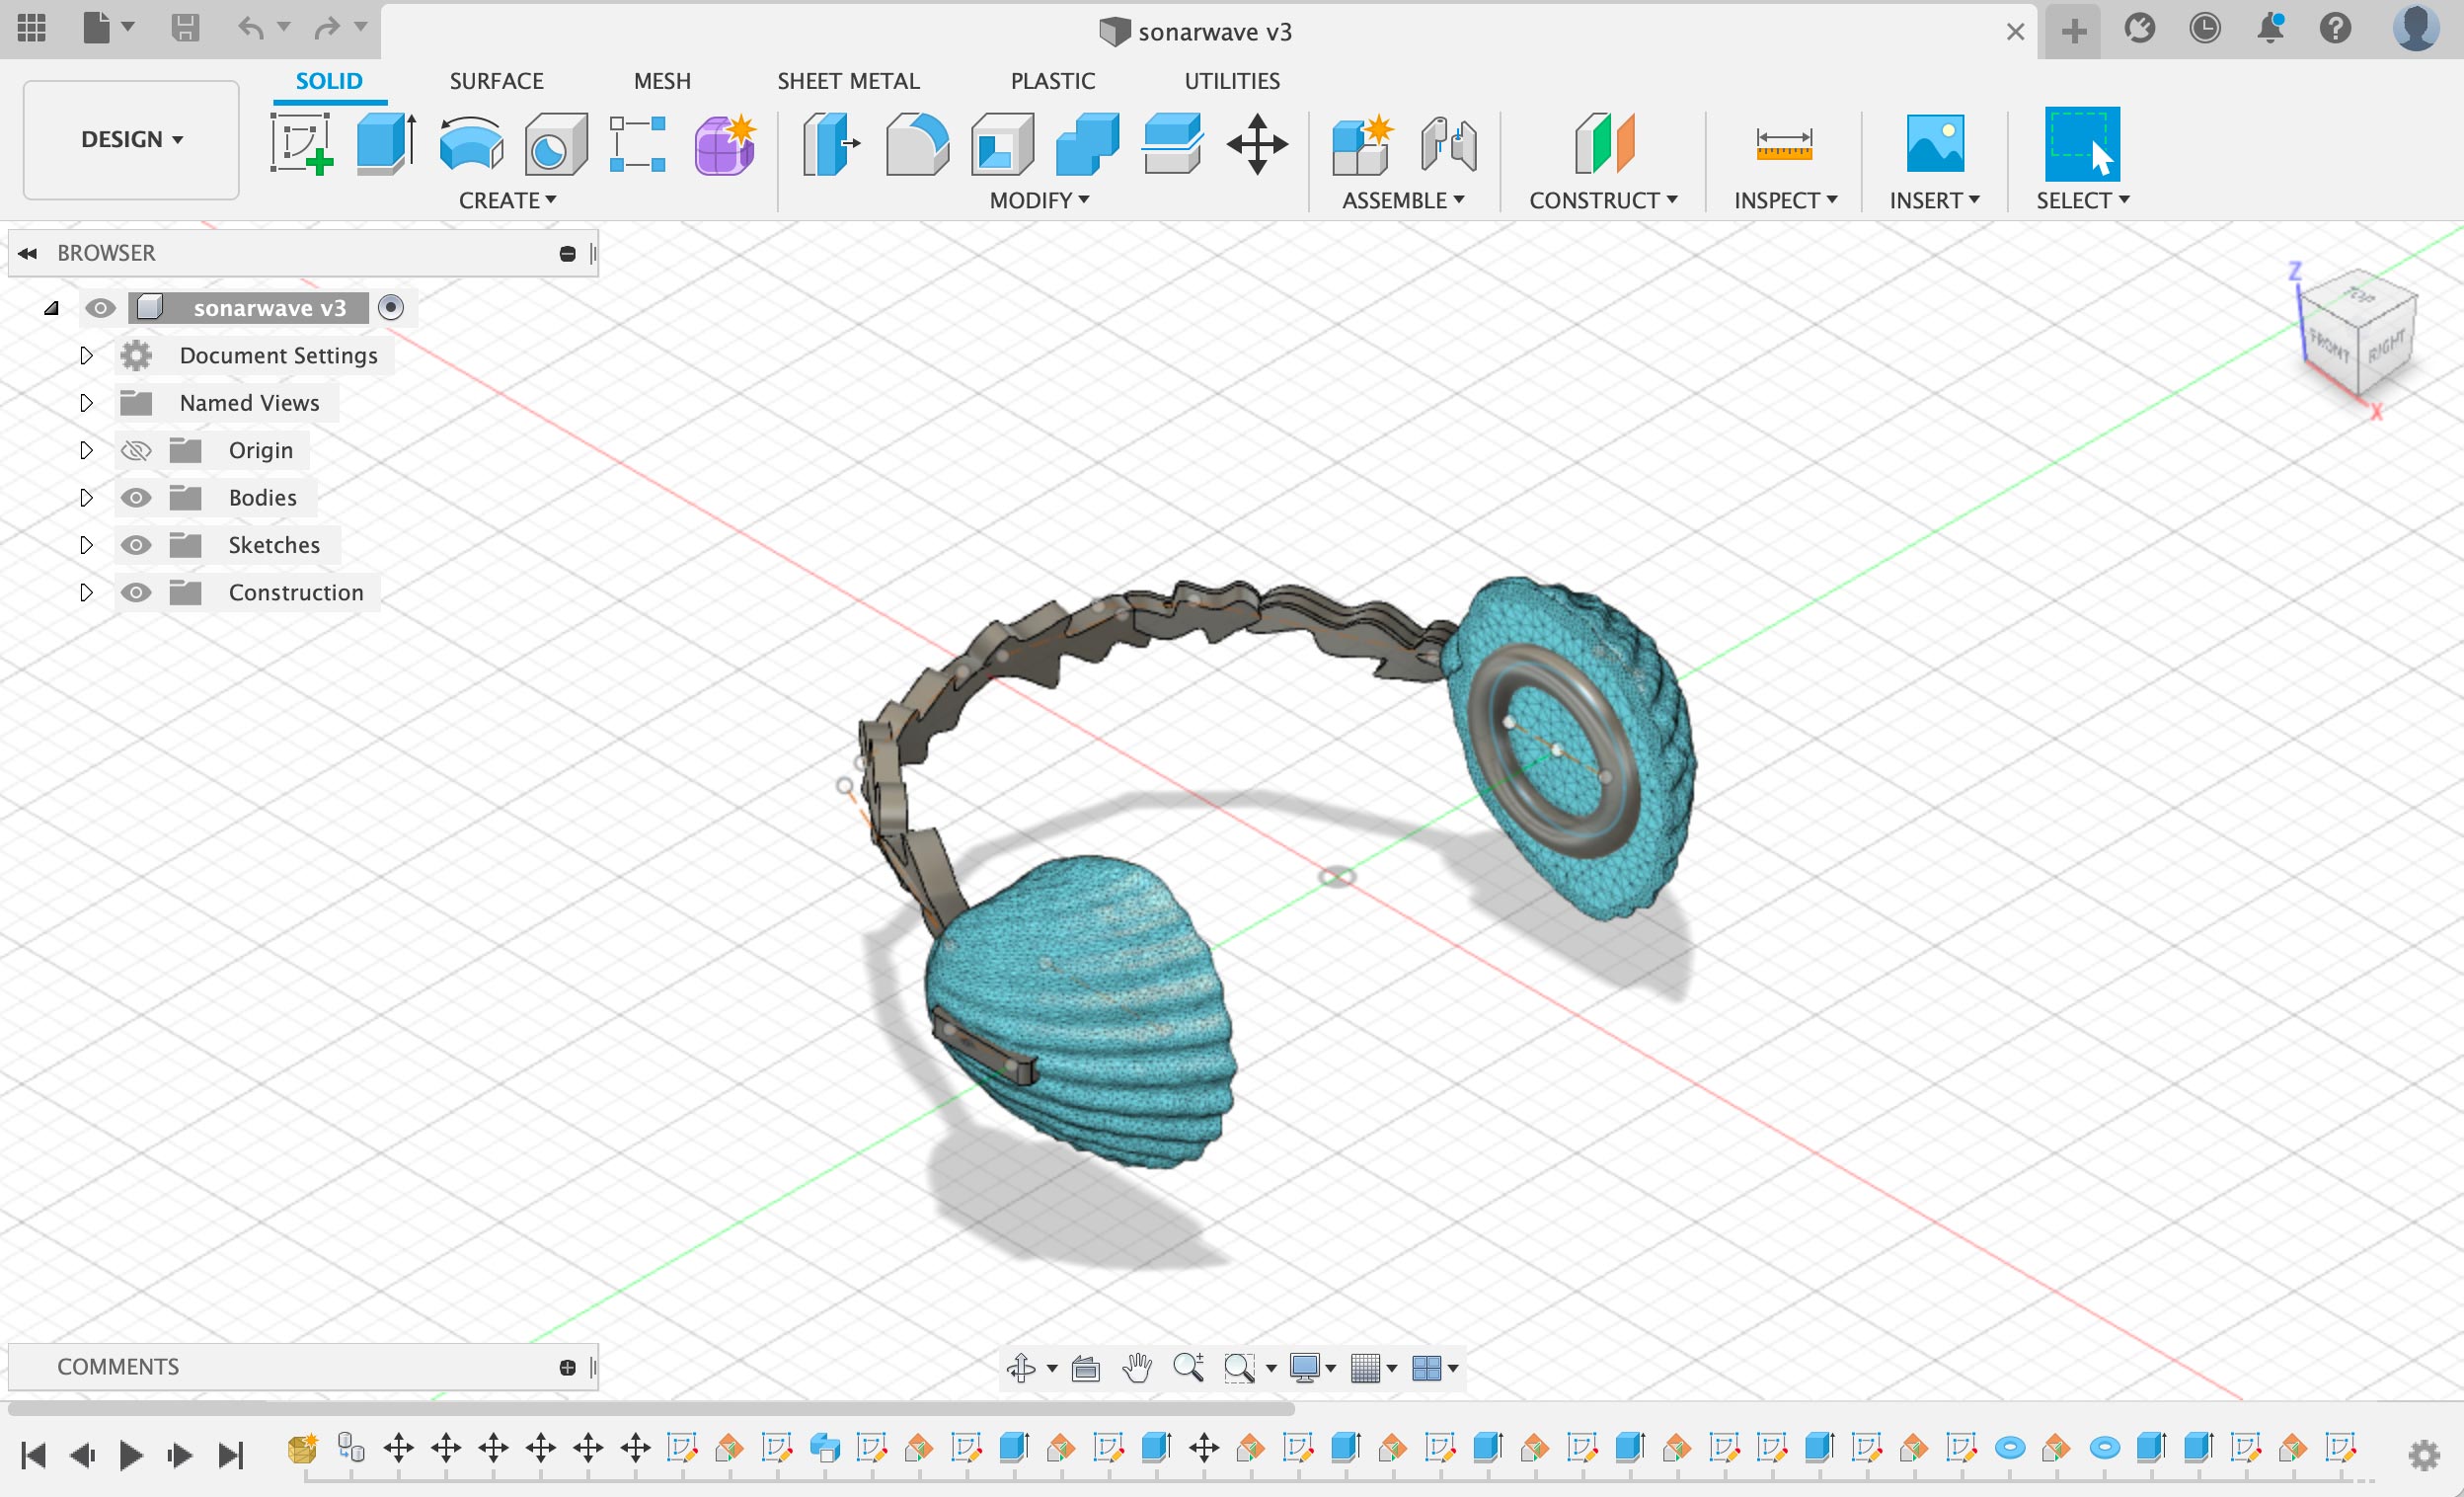 sonarwave v3
SOLID SURFACE MESH SHEET METAL PLASTIC UTILITIES
DESIGN
CREATE MODIFY ASSEMBLE CONSTRUCT INSPECT INSERT SELECT
BROWSER
sonarwave v3
Document Settings
Named Views
Origin
Bodies
Sketches
Construction
Z
TOP
FRONT RIGHT
X
COMMENTS